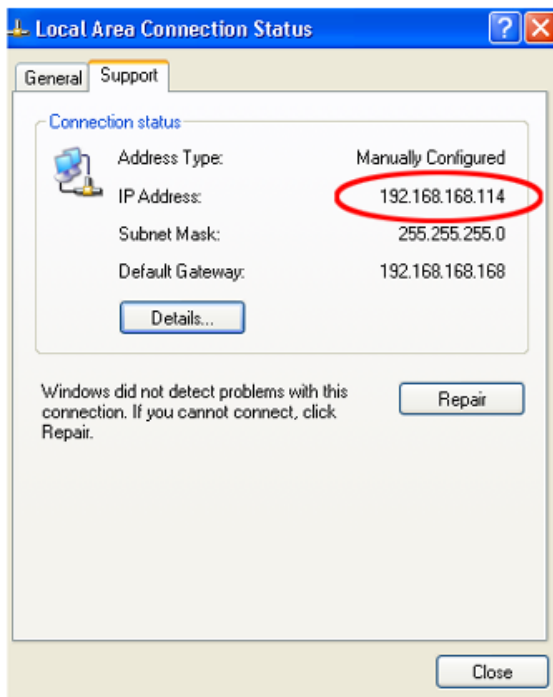 Local Area Connection Status
General Support
Connection status
Address Type: Manually Configured
IP Address: 192.168.168.114
Subnet Mask: 255.255.255.0
Default Gateway: 192.168.168.168
Details...
Windows did not detect problems with this
connection. If you cannot connect, click
Repair.
Repair
Close